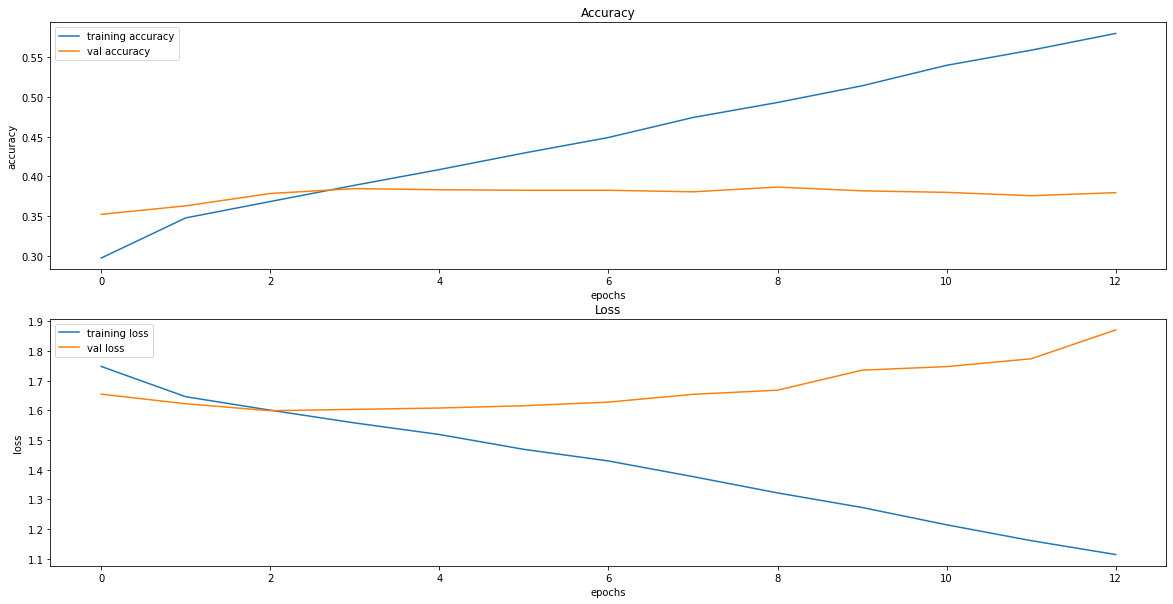 Accuracy
training accuracy
val accuracy
0.55
0.50
0.45
0.40
0.35
0.30
accuracy
0 2 4 6 8 10 12
epochs
Loss
training loss
val loss
1.9
1.8
1.7
1.6
1.5
1.4
1.3
1.2
1.1
loss
0 2 4 6 8 10 12
epochs